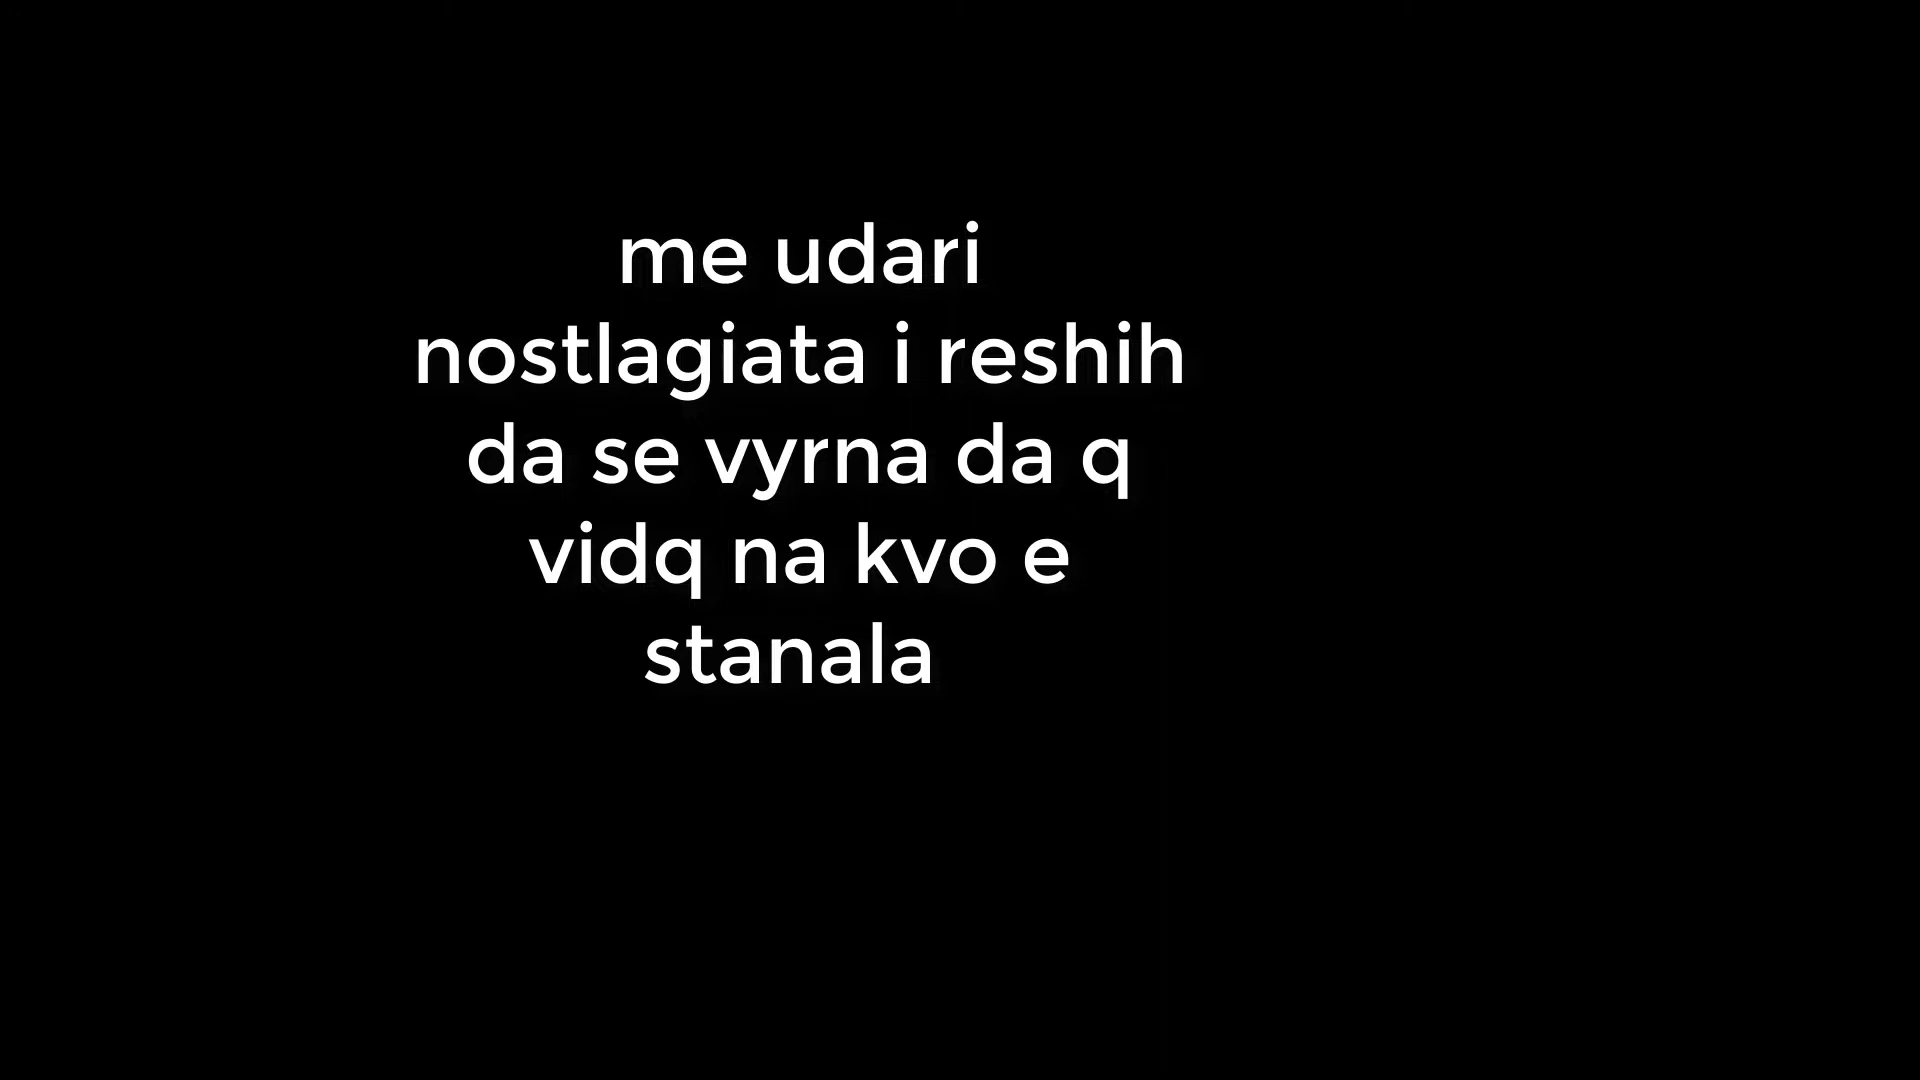 me udari
nostlagiata i reshih
da se vyrna da q
vidq na kvo e
stanala